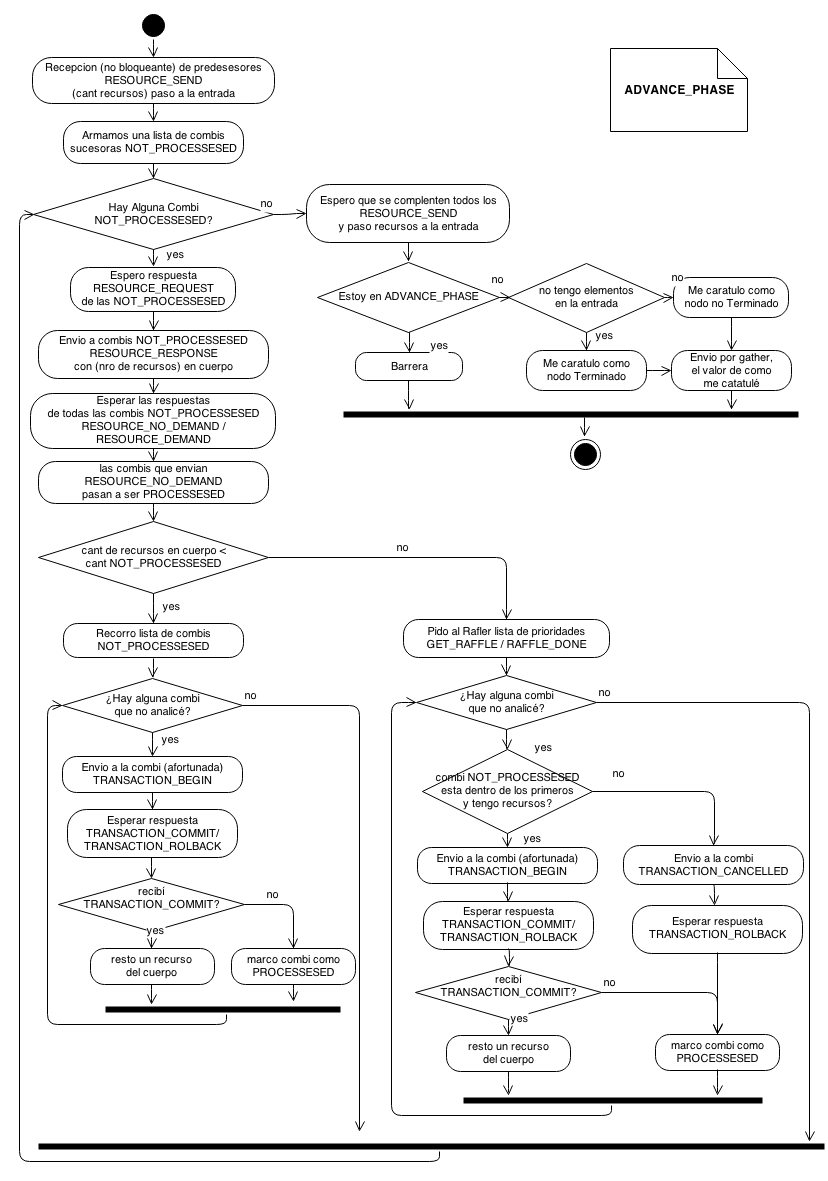 Recepcion (no bloqueante) de predesesores
RESOURCE_SEND
(cant recursos) paso a la entrada
ADVANCE_PHASE
Armamos una lista de combis
sucesoras NOT_PROCESSESED
Hay Alguna Combi
NOT_PROCESSESED?
no
yes
Espero que se complenten todos los
RESOURCE_SEND
y paso recursos a la entrada
Estoy en ADVANCE_PHASE
no
yes
no tengo elementos
en la entrada
no
yes
Me caratulo como
nodo no Terminado
Barrera
Me caratulo como
nodo Terminado
Envio por gather,
el valor de como
me catatulé
Espero respuesta
RESOURCE_REQUEST
de las NOT_PROCESSESED
Envio a combis NOT_PROCESSESED
RESOURCE_RESPONSE
con (nro de recursos) en cuerpo
Esperar las respuestas
de todas las combis NOT_PROCESSESED
RESOURCE_NO_DEMAND /
RESOURCE_DEMAND
las combis que envian
RESOURCE_NO_DEMAND
pasan a ser PROCESSESED
cant de recursos en cuerpo <
cant NOT_PROCESSESED
no
yes
Recorro lista de combis
NOT_PROCESSESED
¿Hay alguna combi
que no analicé?
no
yes
Envio a la combi (afortunada)
TRANSACTION_BEGIN
Esperar respuesta
TRANSACTION_COMMIT/
TRANSACTION_ROLBACK
recibí
TRANSACTION_COMMIT?
no
yes
resto un recurso
del cuerpo
marco combi como
PROCESSESED
Pido al Rafler lista de prioridades
GET_RAFFLE / RAFFLE_DONE
¿Hay alguna combi
que no analicé?
no
yes
combi NOT_PROCESSESED
esta dentro de los primeros
y tengo recursos?
no
yes
Envio a la combi (afortunada)
TRANSACTION_BEGIN
Envio a la combi
TRANSACTION_CANCELLED
Esperar respuesta
TRANSACTION_COMMIT/
TRANSACTION_ROLBACK
Esperar respuesta
TRANSACTION_ROLBACK
recibí
TRANSACTION_COMMIT?
no
yes
resto un recurso
del cuerpo
marco combi como
PROCESSESED